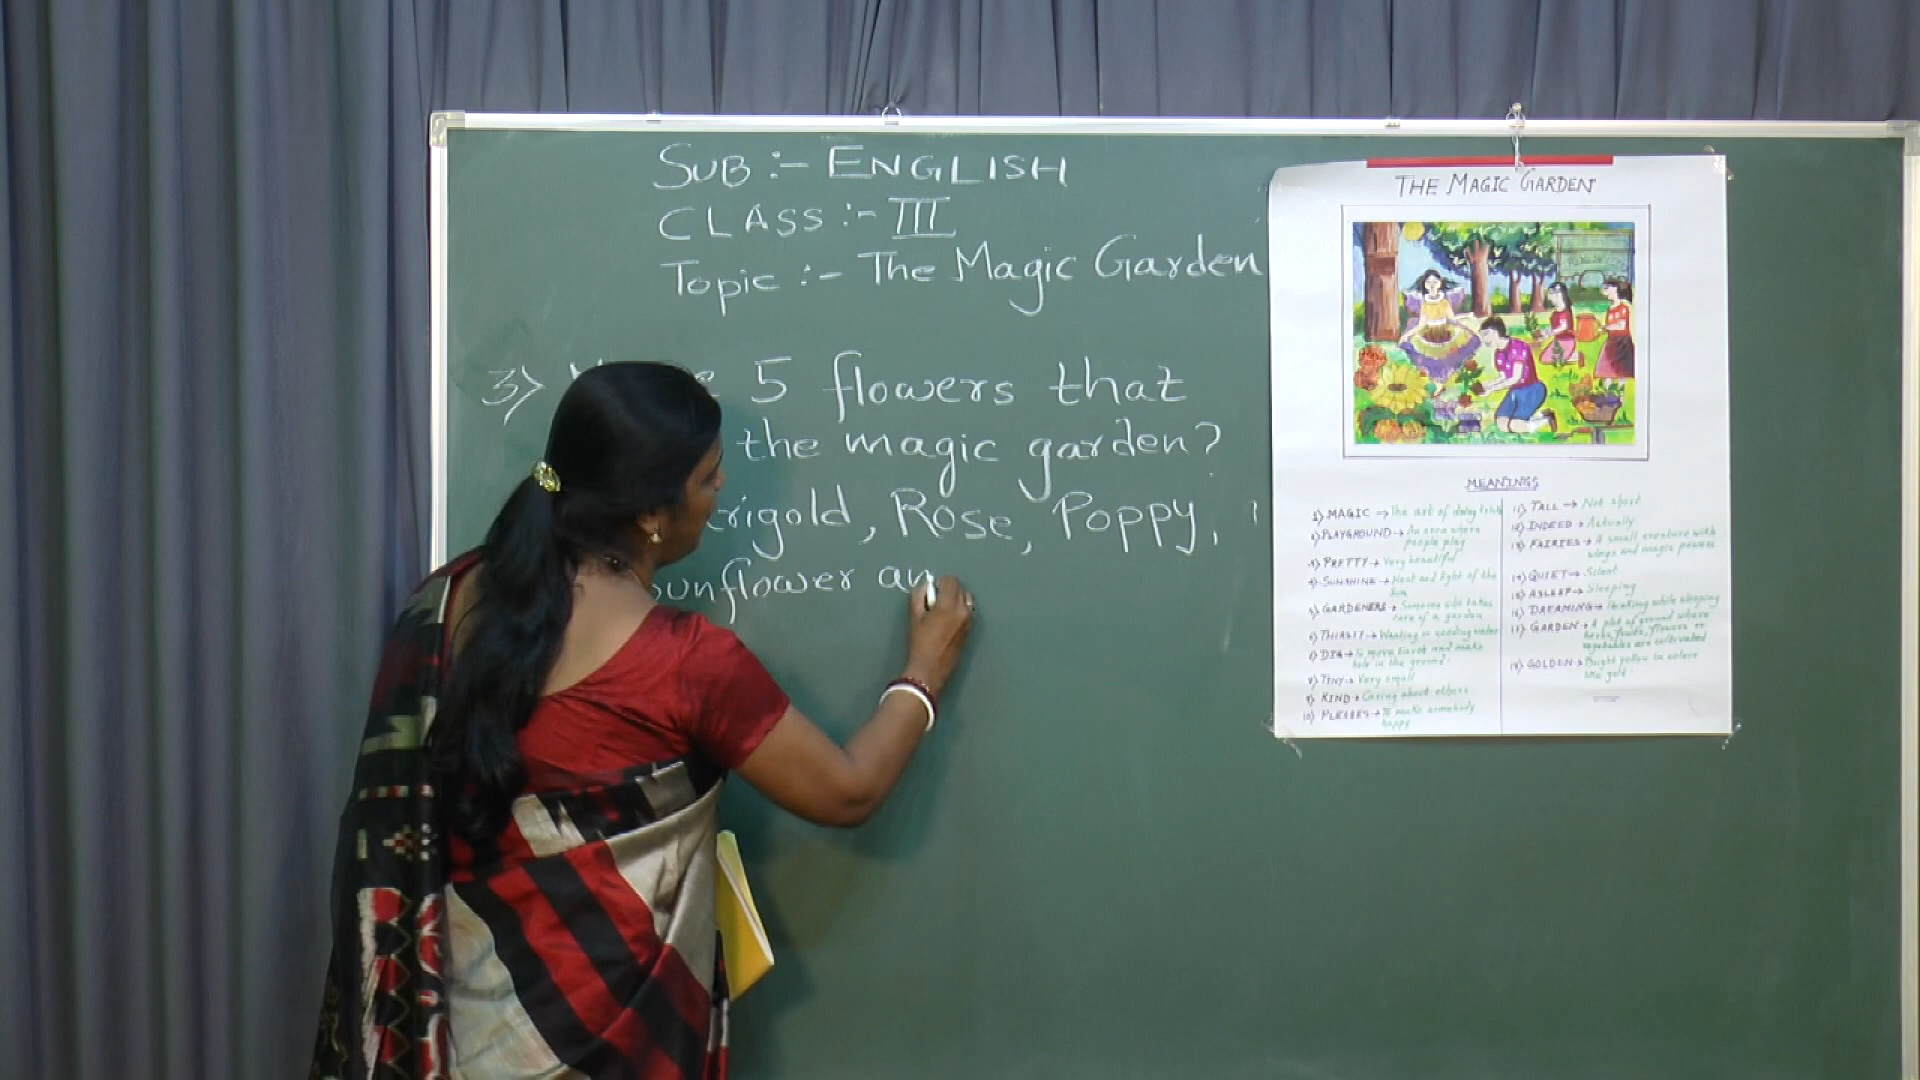 SUB :- ENGLISH
CLASS :- III
Topic :- The Magic Garden
3) 5 flowers that
the magic garden?
Rose, Poppy,
sunflower an
THE MAGIC GARDEN
MEANINGS
1) MAGIC → The art of doing tricks
2) PLAYGROUND → An area where
people play
3) PRETTY → Very beautiful
4) SUNSHINE → Heat and light of the
Sun
5) GARDENERS → Someone who takes
care of a garden
6) THIRSTY → Wanting or needing water
7) DIG → To move Earth and make
hole in the ground.
8) TINY → Very small
9) KIND → Caring about others
10) PLEASES → To make somebody
happy
11) TALL → Not short
12) INDEED → Actually
13) FAIRIES → A small creature with
wings and magic powers
14) QUIET → Silent
15) ASLEEP → Sleeping
16) DREAMING → Thinking while sleeping
17) GARDEN → A plot of ground where
herbs, fruits, flowers or
vegetables are cultivated
18) GOLDEN → Bright yellow in colour
like gold.